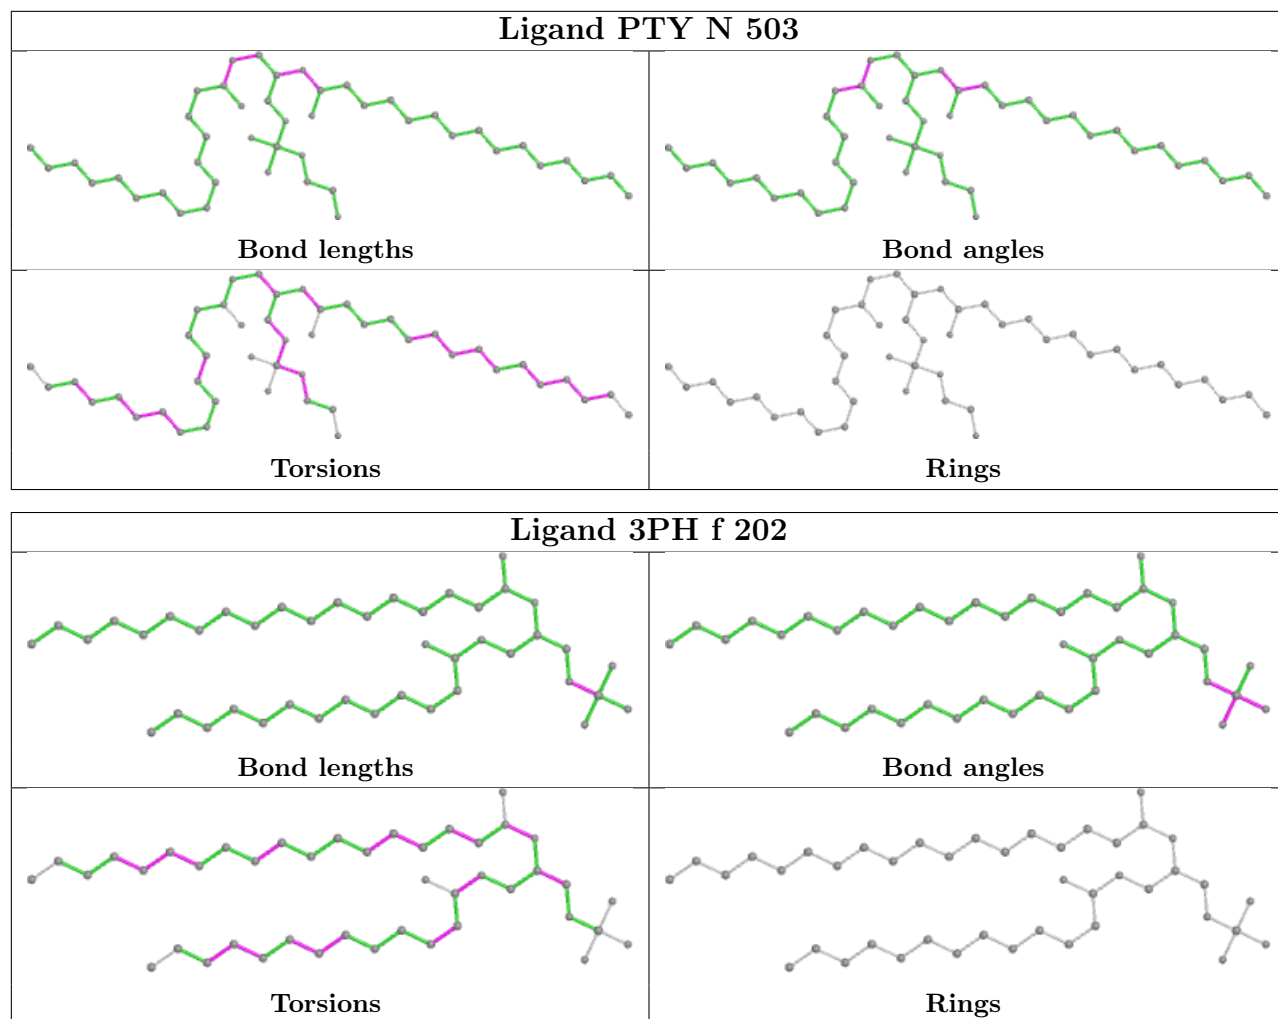 Ligand PTY N 503
Bond lengths
Bond angles
Torsions
Rings
Ligand 3PH f 202
Bond lengths
Bond angles
Torsions
Rings